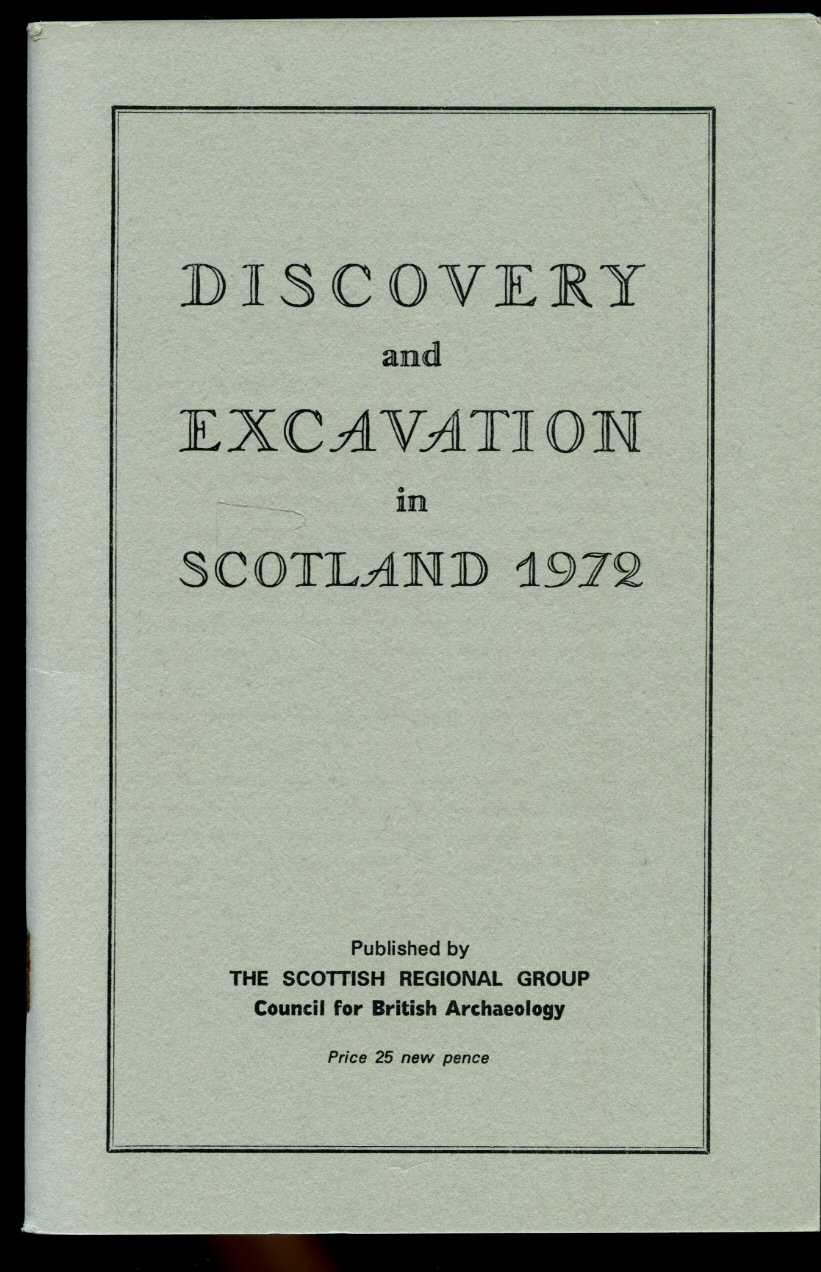 DISCOVERY
and
EXCAVATION
in
SCOTLAND 1972
Published by
THE SCOTTISH REGIONAL GROUP
Council for British Archaeology
Price 25 new pence